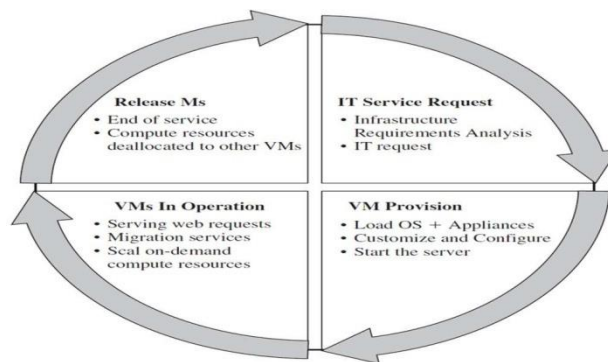 Release Ms
• End of service
• Compute resources
deallocated to other VMs
IT Service Request
• Infrastructure
Requirements Analysis
• IT request
VMs In Operation
• Serving web requests
• Migration services
• Scal on-demand
compute resources
VM Provision
• Load OS + Appliances
• Customize and Configure
• Start the server